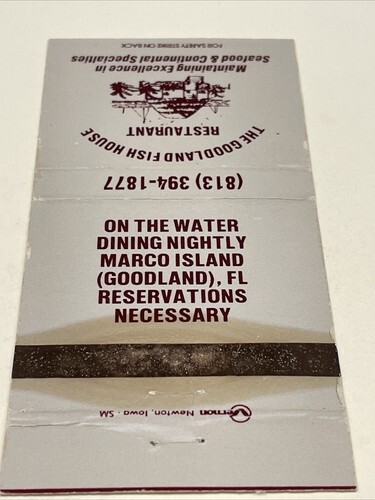 FOR SAFETY STRIKE ON BACK
Maintaining Excellence in
Seafood & Continental Specialties
THE GOODLAND FISH HOUSE
RESTAURANT
(813) 394-1877
ON THE WATER
DINING NIGHTLY
MARCO ISLAND
(GOODLAND), FL
RESERVATIONS
NECESSARY
Vernon Newton, Iowa - SM